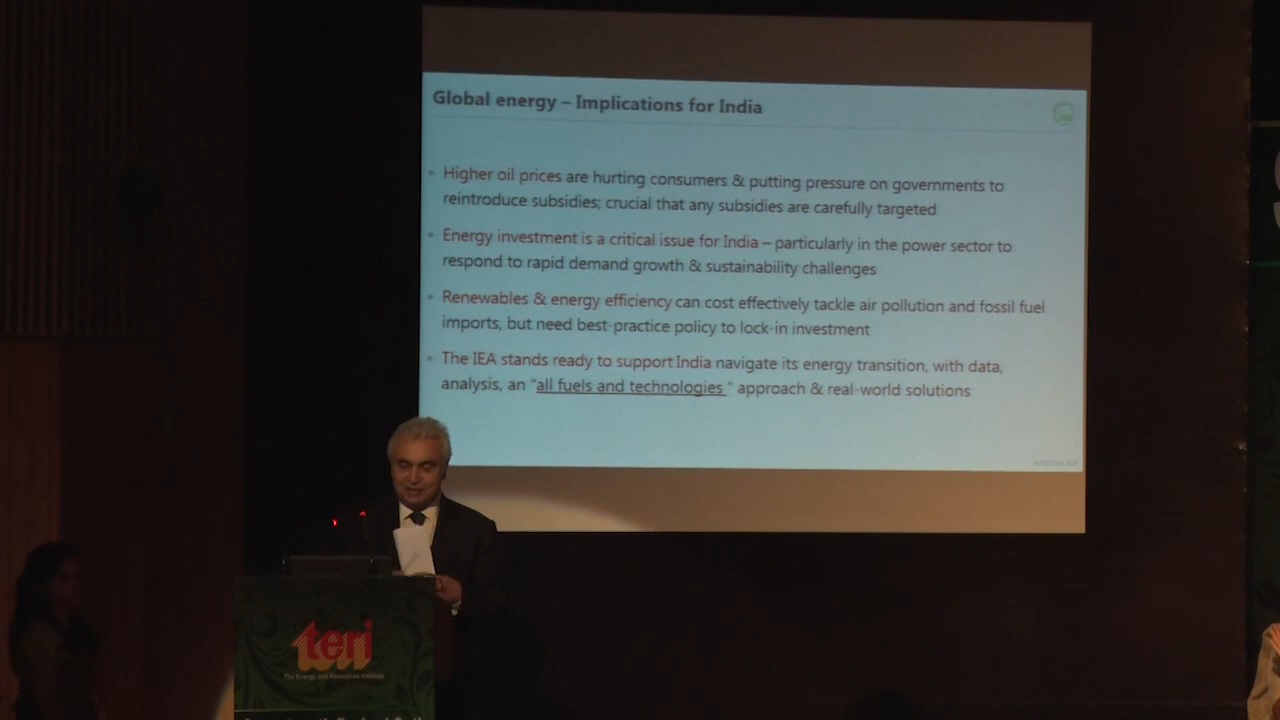 Global energy – Implications for India
iea
Higher oil prices are hurting consumers & putting pressure on governments to
reintroduce subsidies; crucial that any subsidies are carefully targeted
Energy investment is a critical issue for India – particularly in the power sector to
respond to rapid demand growth & sustainability challenges
Renewables & energy efficiency can cost effectively tackle air pollution and fossil fuel
imports, but need best-practice policy to lock-in investment
The IEA stands ready to support India navigate its energy transition, with data,
analysis, an “all fuels and technologies ” approach & real-world solutions
teri
The Energy and Resources Institute